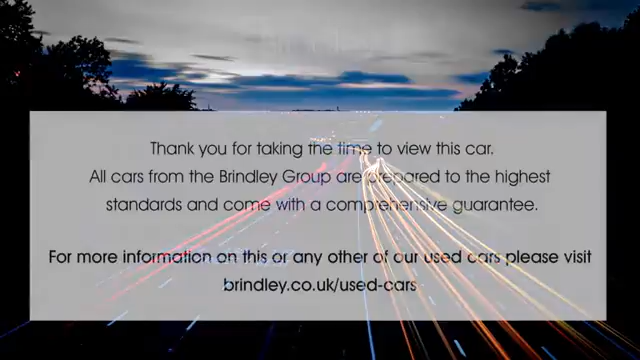 Thank you for taking the time to view this car.
All cars from the Brindley Group are prepared to the highest
standards and come with a comprehensive guarantee.
For more information on this or any other of our used cars please visit
brindley.co.uk/used-cars